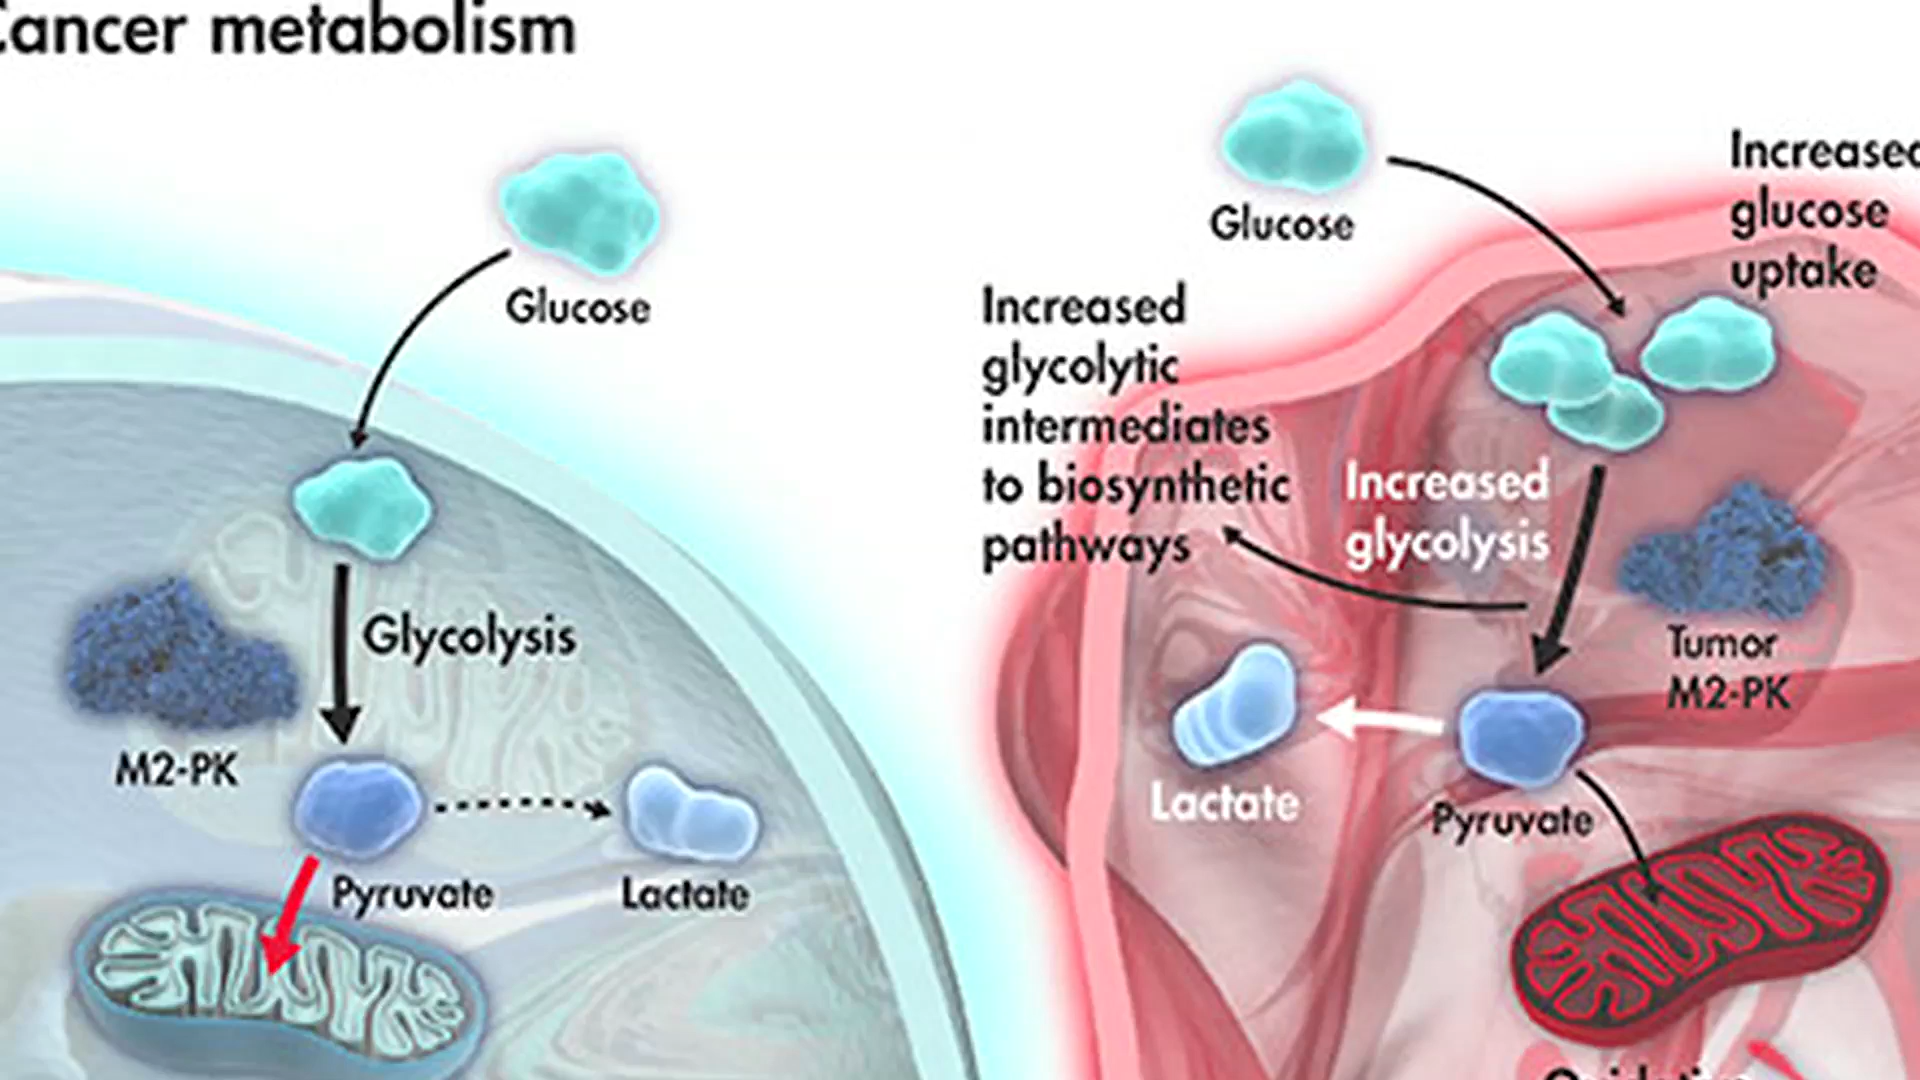 Cancer metabolism
Glucose
Glycolysis
M2-PK
Pyruvate
Lactate
Glucose
Increased
glucose
uptake
Increased
glycolytic
intermediates
to biosynthetic
pathways
Increased
glycolysis
Tumor
M2-PK
Lactate
Pyruvate